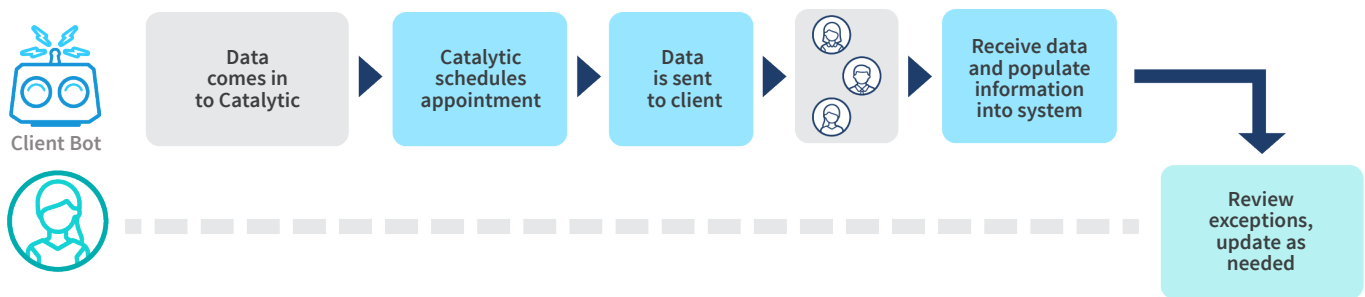 Client Bot
Data
comes in
to Catalytic
Catalytic
schedules
appointment
Data
is sent
to client
Receive data
and populate
information
into system
Review
exceptions,
update as
needed